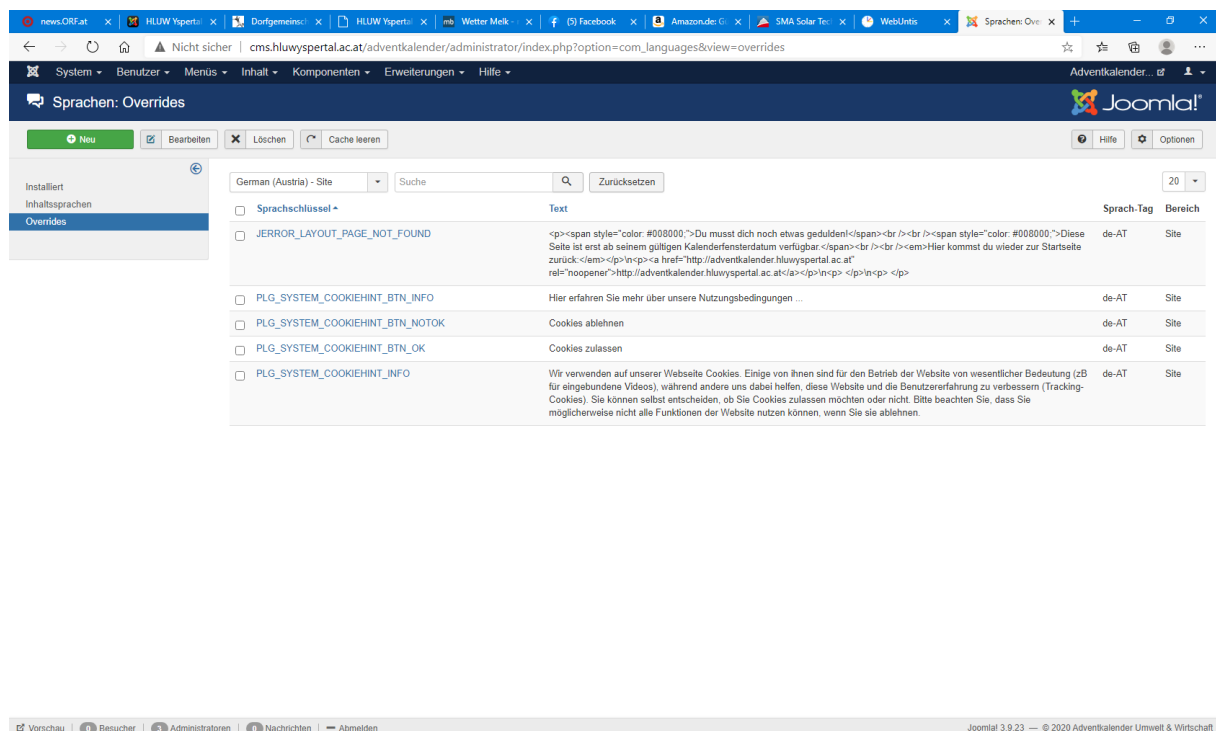 news.ORF.at
HLUW Yspertal
Dorfgemeinsch
HLUW Yspertal
Wetter Melk -
(5) Facebook
Amazon.de: G
SMA Solar Tec
WebUntis
Sprachen: Ove
Nicht sicher | cms.hluwyspertal.ac.at/adventkalender/administrator/index.php?option=com_languages&view=overrides
System Benutzer Menüs Inhalt Komponenten Erweiterungen Hilfe
Adventkalender...
Sprachen: Overrides
Joomla!®
Neu Bearbeiten Löschen Cache leeren
Hilfe Optionen
Installiert
Inhaltssprachen
Overrides
German (Austria) - Site Suche Zurücksetzen 20
Sprachschlüssel Text Sprach-Tag Bereich
JERROR_LAYOUT_PAGE_NOT_FOUND
<p><span style="color: #008000;">Du musst dich noch etwas gedulden!</span><br /><br /><span style="color: #008000;">Diese
Seite ist erst ab seinem gültigen Kalenderfensterdatum verfügbar.</span><br /><br /><em>Hier kommst du wieder zur Startseite
zurück:</em></p>\n<p><a href="http://adventkalender.hluwyspertal.ac.at"
rel="noopener">http://adventkalender.hluwyspertal.ac.at</a></p>\n<p> </p>\n<p> </p>
de-AT Site
PLG_SYSTEM_COOKIEHINT_BTN_INFO Hier erfahren Sie mehr über unsere Nutzungsbedingungen ... de-AT Site
PLG_SYSTEM_COOKIEHINT_BTN_NOTOK Cookies ablehnen de-AT Site
PLG_SYSTEM_COOKIEHINT_BTN_OK Cookies zulassen de-AT Site
PLG_SYSTEM_COOKIEHINT_INFO
Wir verwenden auf unserer Webseite Cookies. Einige von ihnen sind für den Betrieb der Website von wesentlicher Bedeutung (zB
für eingebundene Videos), während andere uns dabei helfen, diese Website und die Benutzererfahrung zu verbessern (Tracking-
Cookies). Sie können selbst entscheiden, ob Sie Cookies zulassen möchten oder nicht. Bitte beachten Sie, dass Sie
möglicherweise nicht alle Funktionen der Website nutzen können, wenn Sie sie ablehnen.
de-AT Site
Vorschau | 0 Besucher | 3 Administratoren | 0 Nachrichten | Abmelden
Joomla! 3.9.23 — © 2020 Adventkalender Umwelt & Wirtschaft